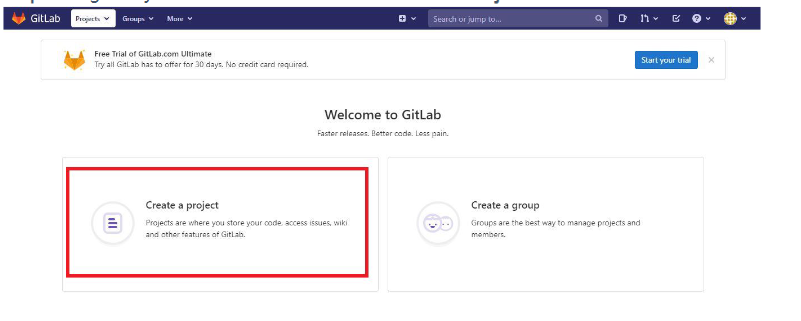 GitLab Projects Groups More Search or jump to...
Free Trial of GitLab.com Ultimate
Try all GitLab has to offer for 30 days. No credit card required.
Start your trial
Welcome to GitLab
Faster releases. Better code. Less pain.
Create a project
Projects are where you store your code, access issues, wiki
and other features of GitLab.
Create a group
Groups are the best way to manage projects and
members.